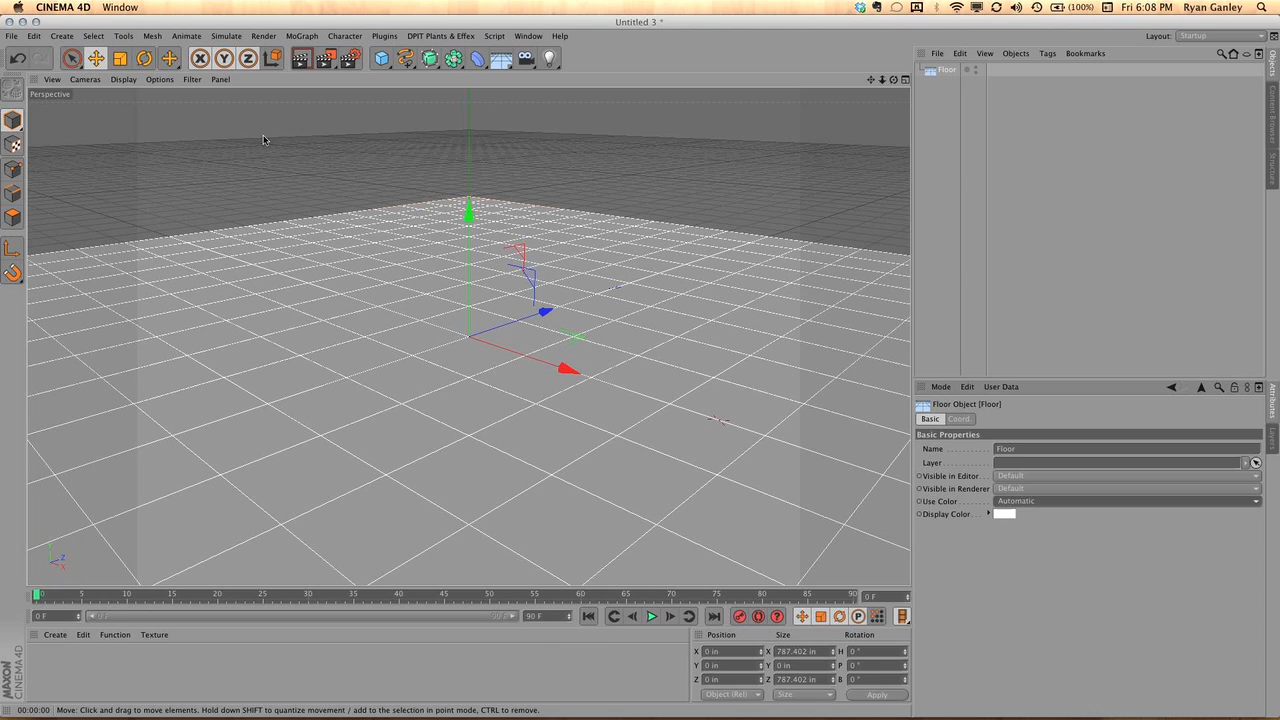 CINEMA 4D Window (100%) Fri 6:08 PM Ryan Ganley
Untitled 3 *
File Edit Create Select Tools Mesh Animate Simulate Render MoGraph Character Plugins DPIT Plants & Effex Script Window Help Layout: Startup
X Y Z
File Edit View Objects Tags Bookmarks
View Cameras Display Options Filter Panel
Floor
Perspective
Objects
Content Browser
Structure
Mode Edit User Data
Floor Object [Floor]
Basic Coord.
Basic Properties
Name Floor
Layer
Visible in Editor Default
Visible in Renderer Default
Use Color Automatic
Display Color
Attributes
Layers
Y Z X
0 5 10 15 20 25 30 35 40 45 50 55 60 65 70 75 80 85 90 0 F
0 F 90 F P
Create Edit Function Texture
Position Size Rotation
X 0 in X 787.402 in H 0 °
Y 0 in Y 0 in P 0 °
Z 0 in Z 787.402 in B 0 °
Object (Rel) Size Apply
MAXON
CINEMA 4D
00:00:00 Move: Click and drag to move elements. Hold down SHIFT to quantize movement / add to the selection in point mode, CTRL to remove.